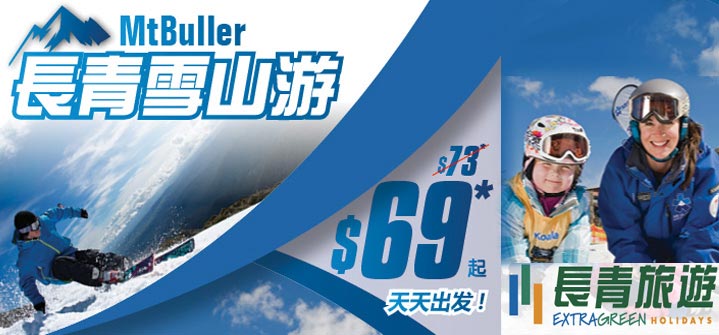 MtBuller
長青雪山游
$73*
$69*起
天天出发！
Koala
長青旅遊
EXTRAGREEN HOLIDAYS